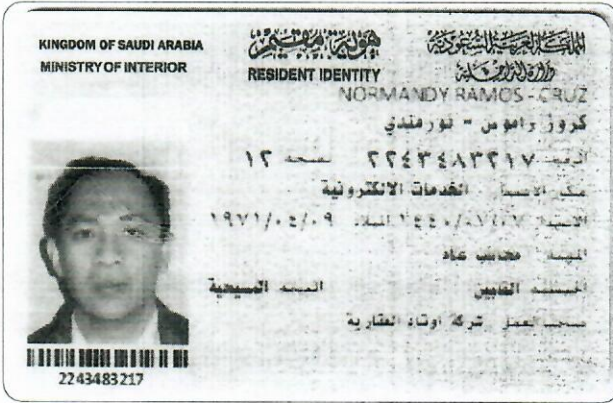 KINGDOM OF SAUDI ARABIA
MINISTRY OF INTERIOR
هوية مقيم
RESIDENT IDENTITY
المملكة العربية السعودية
وزارة الداخلية
NORMANDY RAMOS - CRUZ
كروز راموس - نورمندي
الرقم ٢٢٤٣٤٨٣٢١٧ نسخة ١٢
مكان الإصدار الخدمات الالكترونية
الميلاد ١٩٧١/٠٤/٠٩
المهنة محاسب عام
الجنسية الفلبين الديانة المسيحية
صاحب العمل شركة اوتاد العقارية
2243483217